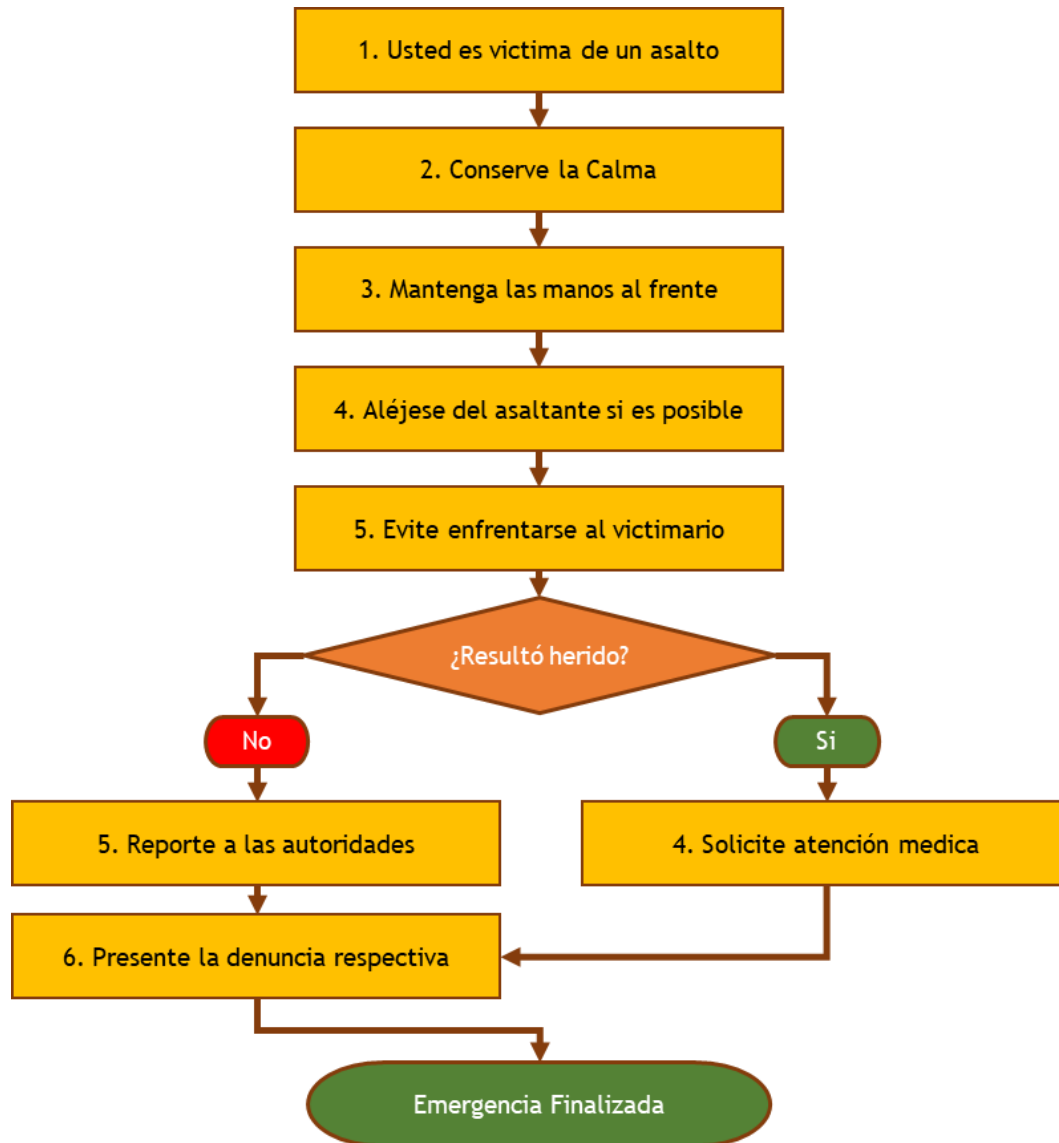 1. Usted es victima de un asalto
2. Conserve la Calma
3. Mantenga las manos al frente
4. Aléjese del asaltante si es posible
5. Evite enfrentarse al victimario
¿Resultó herido?
No
Si
5. Reporte a las autoridades
4. Solicite atención medica
6. Presente la denuncia respectiva
Emergencia Finalizada